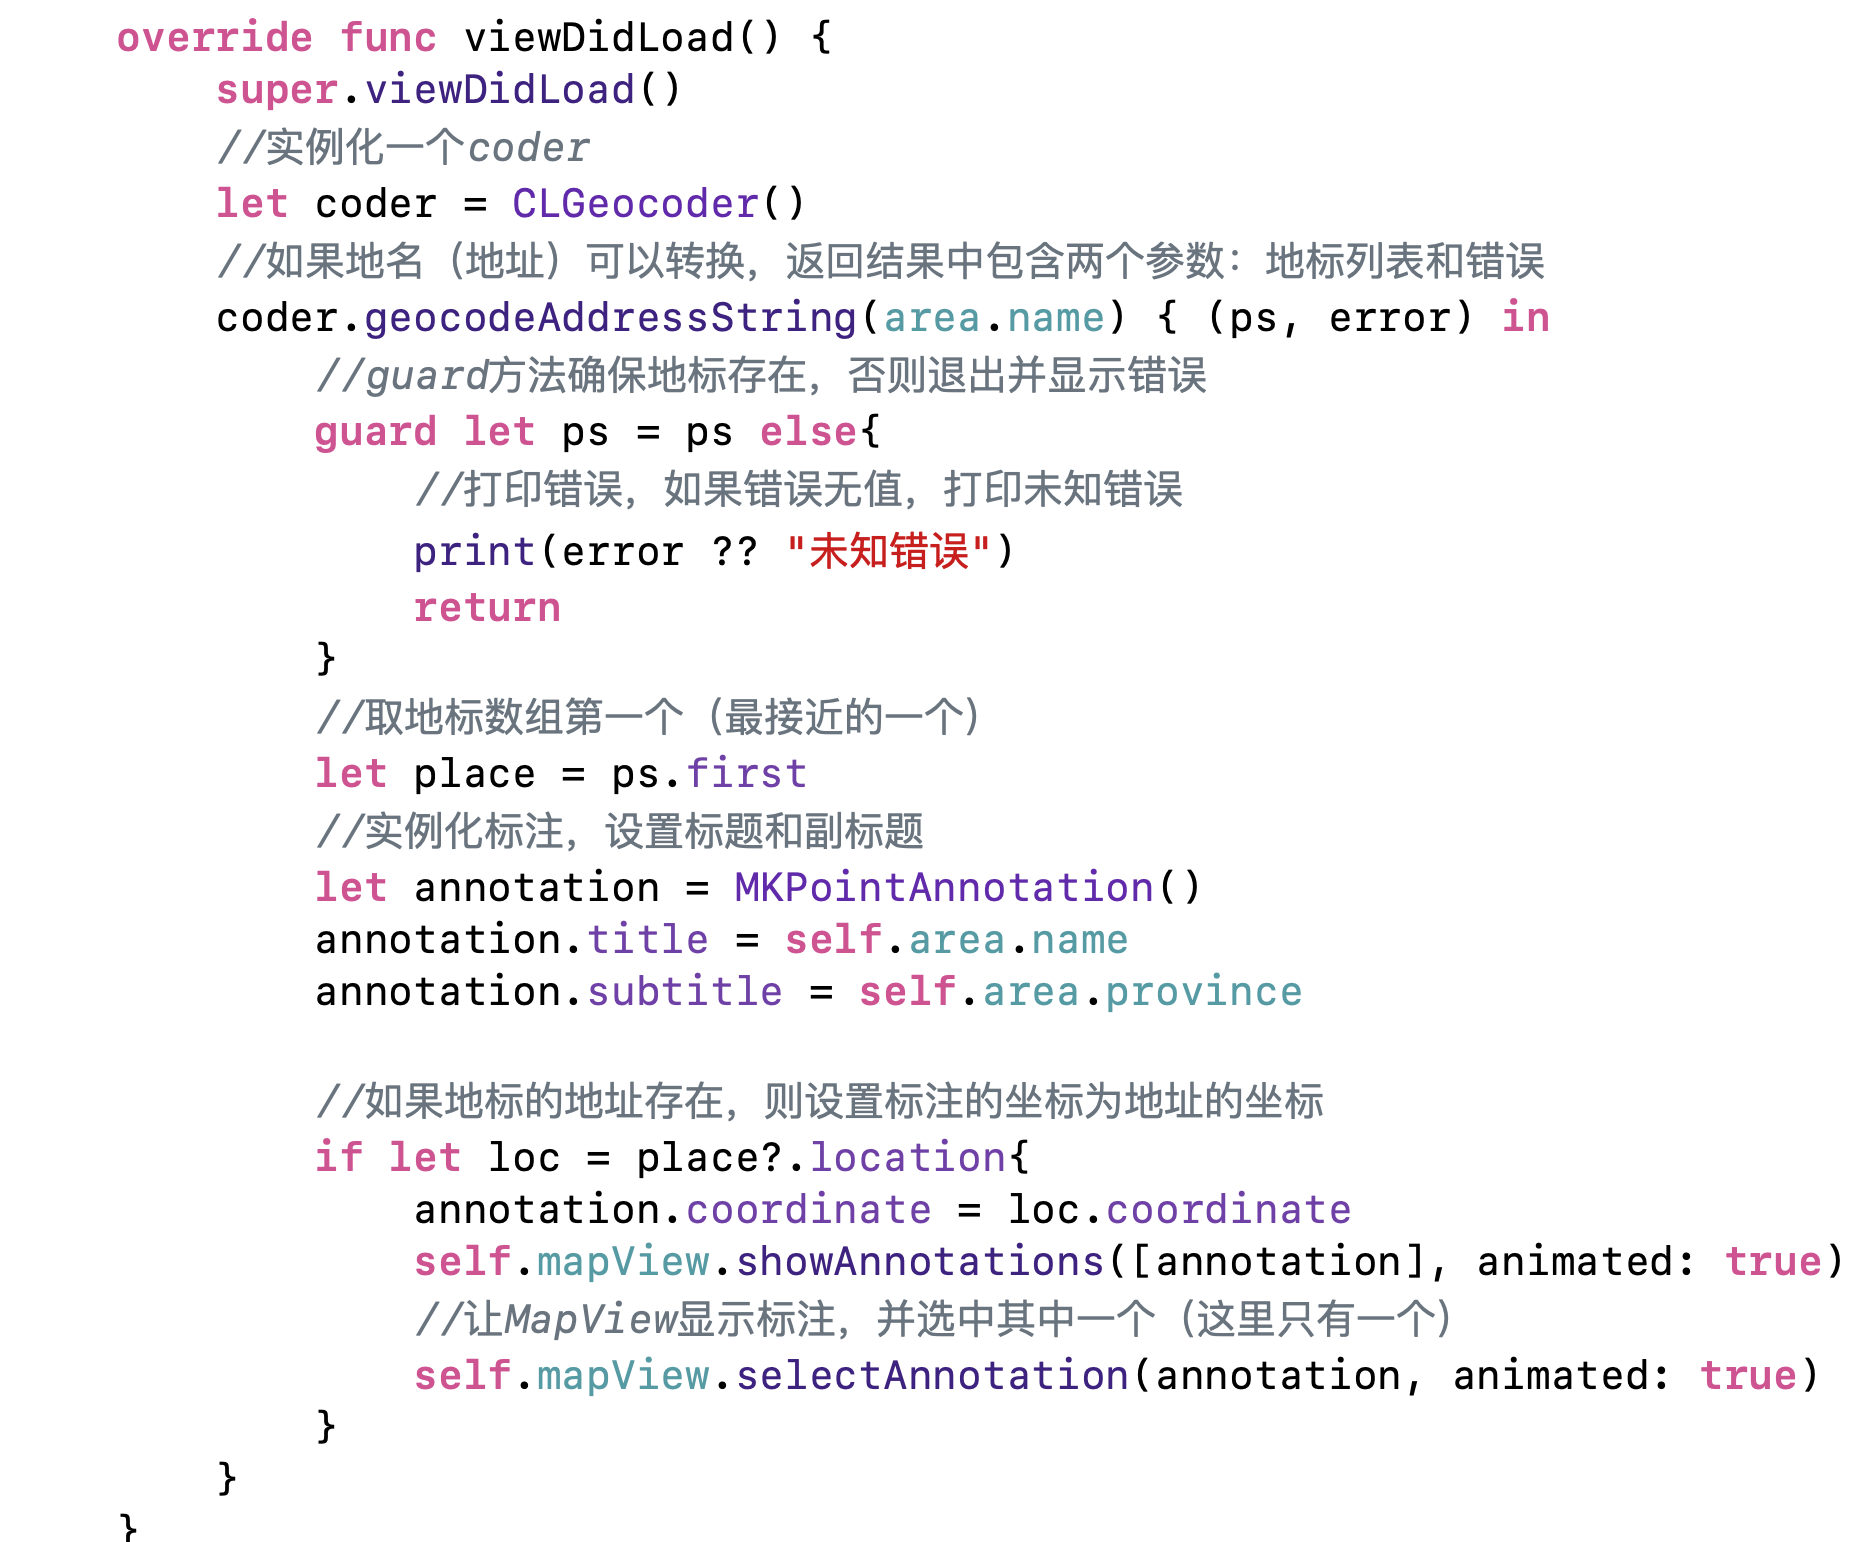 override func viewDidLoad() {
super.viewDidLoad()
//实例化一个coder
let coder = CLGeocoder()
//如果地名（地址）可以转换，返回结果中包含两个参数：地标列表和错误
coder.geocodeAddressString(area.name) { (ps, error) in
//guard方法确保地标存在，否则退出并显示错误
guard let ps = ps else{
//打印错误，如果错误无值，打印未知错误
print(error ?? "未知错误")
return
}
//取地标数组第一个（最接近的一个）
let place = ps.first
//实例化标注，设置标题和副标题
let annotation = MKPointAnnotation()
annotation.title = self.area.name
annotation.subtitle = self.area.province
//如果地标的地址存在，则设置标注的坐标为地址的坐标
if let loc = place?.location{
annotation.coordinate = loc.coordinate
self.mapView.showAnnotations([annotation], animated: true)
//让MapView显示标注，并选中其中一个（这里只有一个）
self.mapView.selectAnnotation(annotation, animated: true)
}
}
}